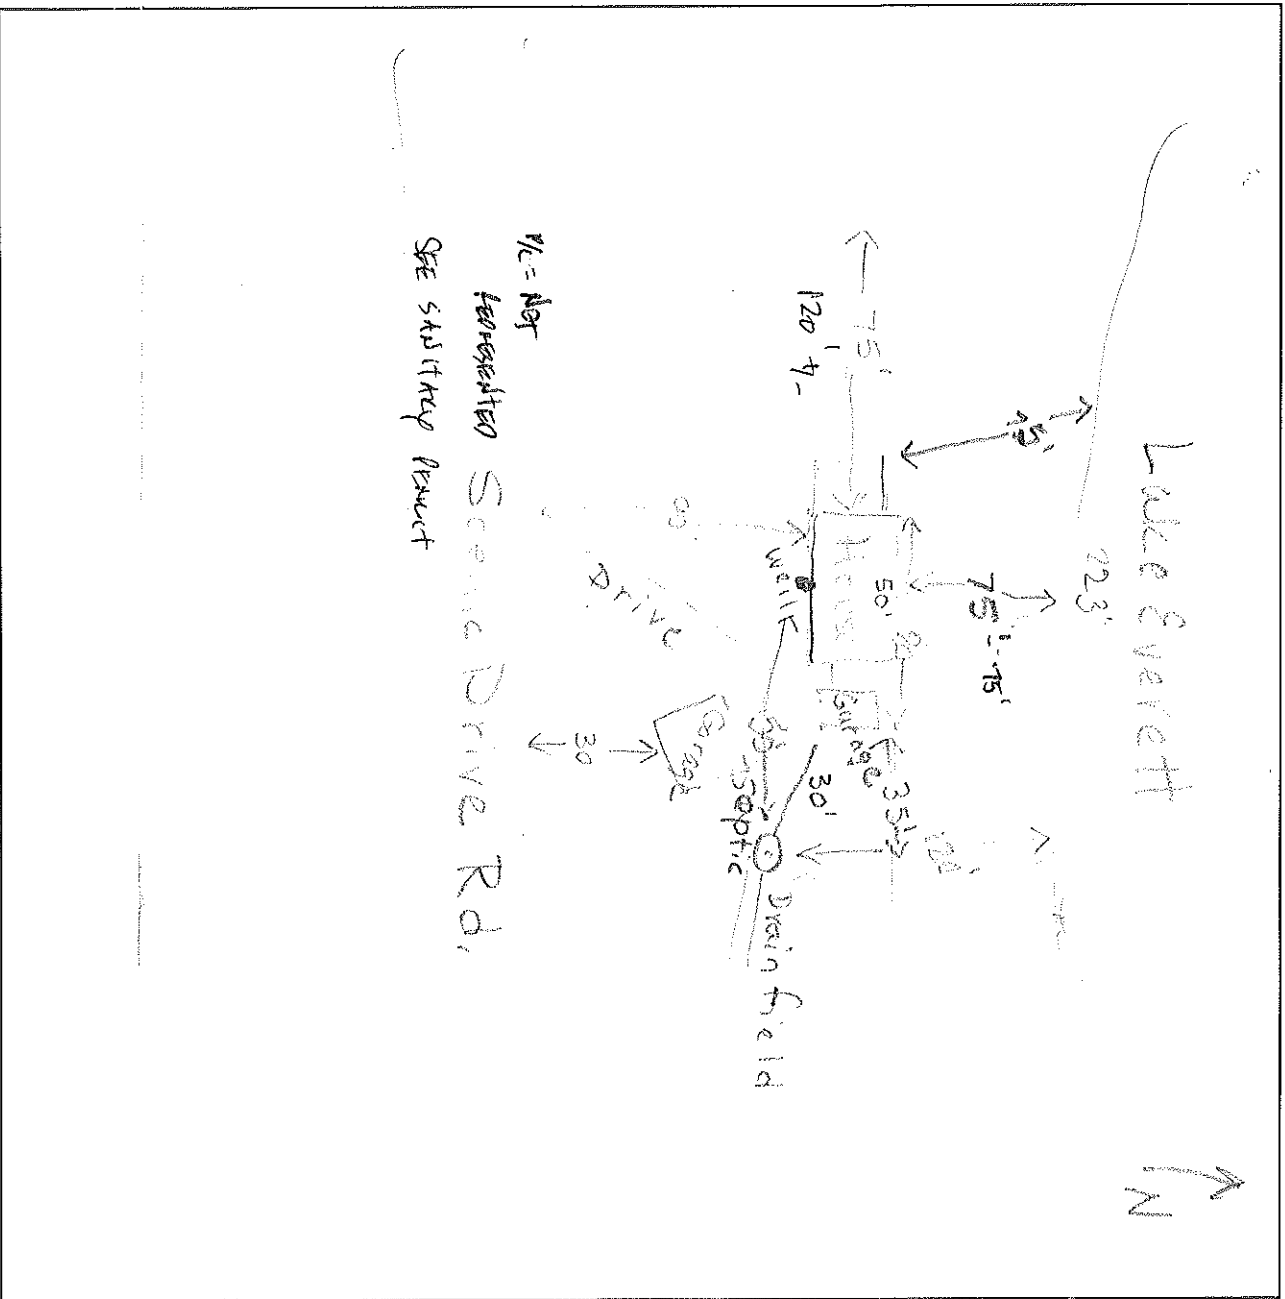 Lake Everett
223'
75'
75' ± 75'
75'
120' +-
50'
House
Well
Garage
35'
30'
Septic
Drain field
Drive
Garage
30
Scenic Drive Rd.
P/L = Not
represented
SEE SANITARY PERMIT
N